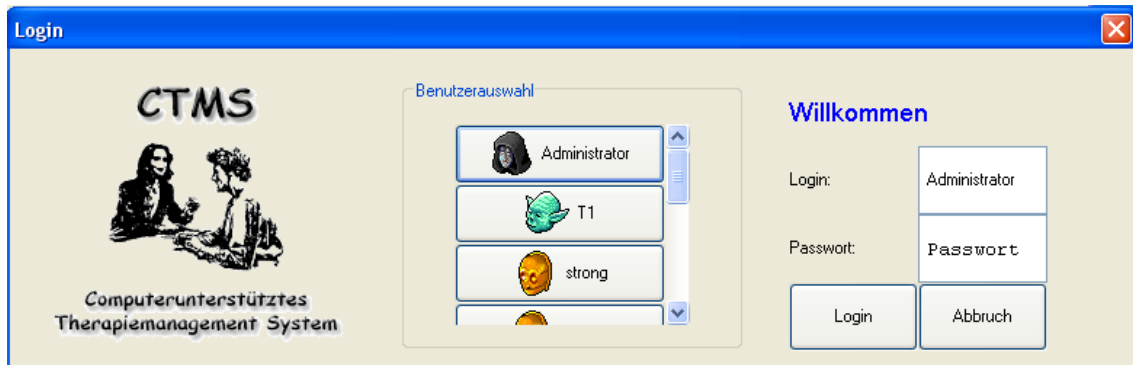 Login
CTMS
Computerunterstütztes
Therapiemanagement System
Benutzerauswahl
Administrator
T1
strong
Willkommen
Login: Administrator
Passwort: Passwort
Login Abbruch